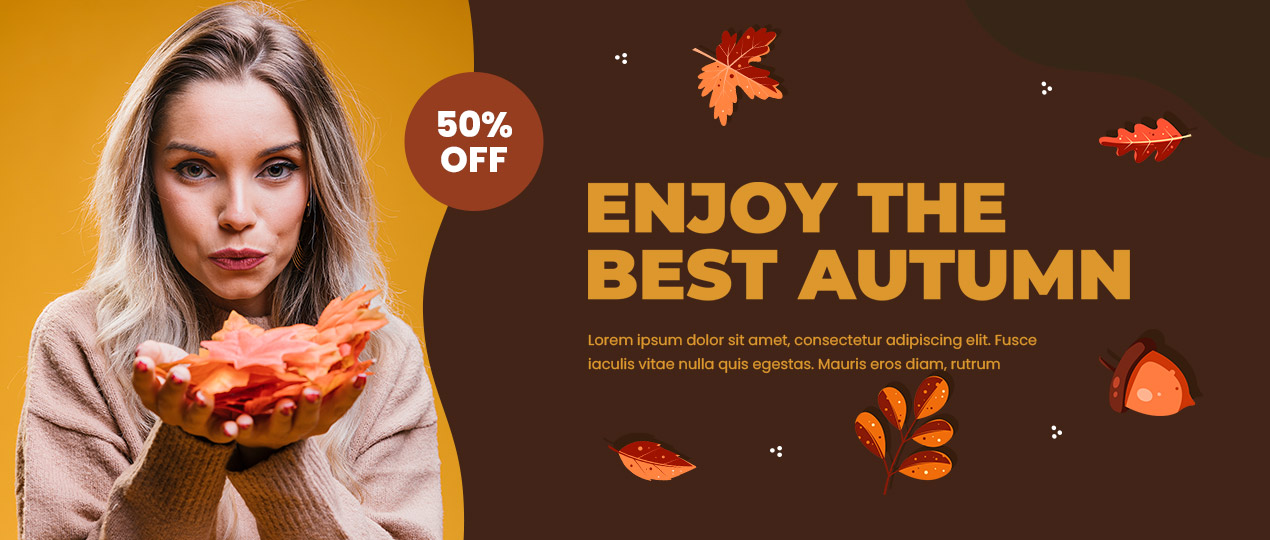 50%
OFF
ENJOY THE
BEST AUTUMN
Lorem ipsum dolor sit amet, consectetur adipiscing elit. Fusce
iaculis vitae nulla quis egestas. Mauris eros diam, rutrum